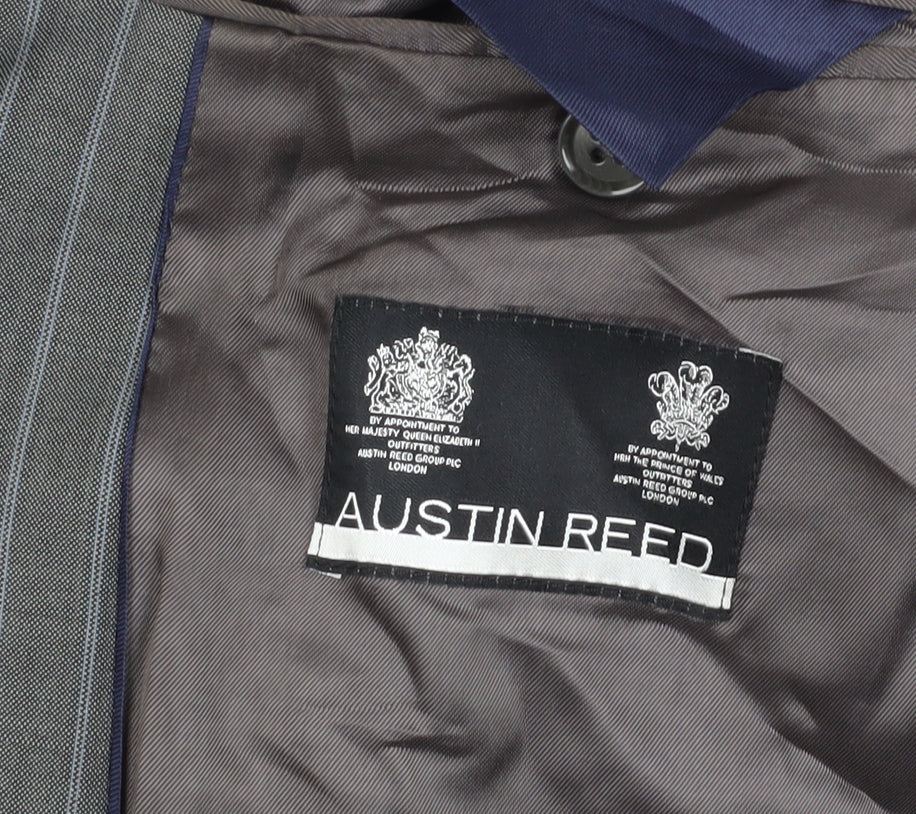 BY APPOINTMENT TO
HER MAJESTY QUEEN ELIZABETH II
OUTFITTERS
AUSTIN REED GROUP PLC
LONDON
BY APPOINTMENT TO
HRH THE PRINCE OF WALES
OUTFITTERS
AUSTIN REED GROUP PLC
LONDON
AUSTIN REED